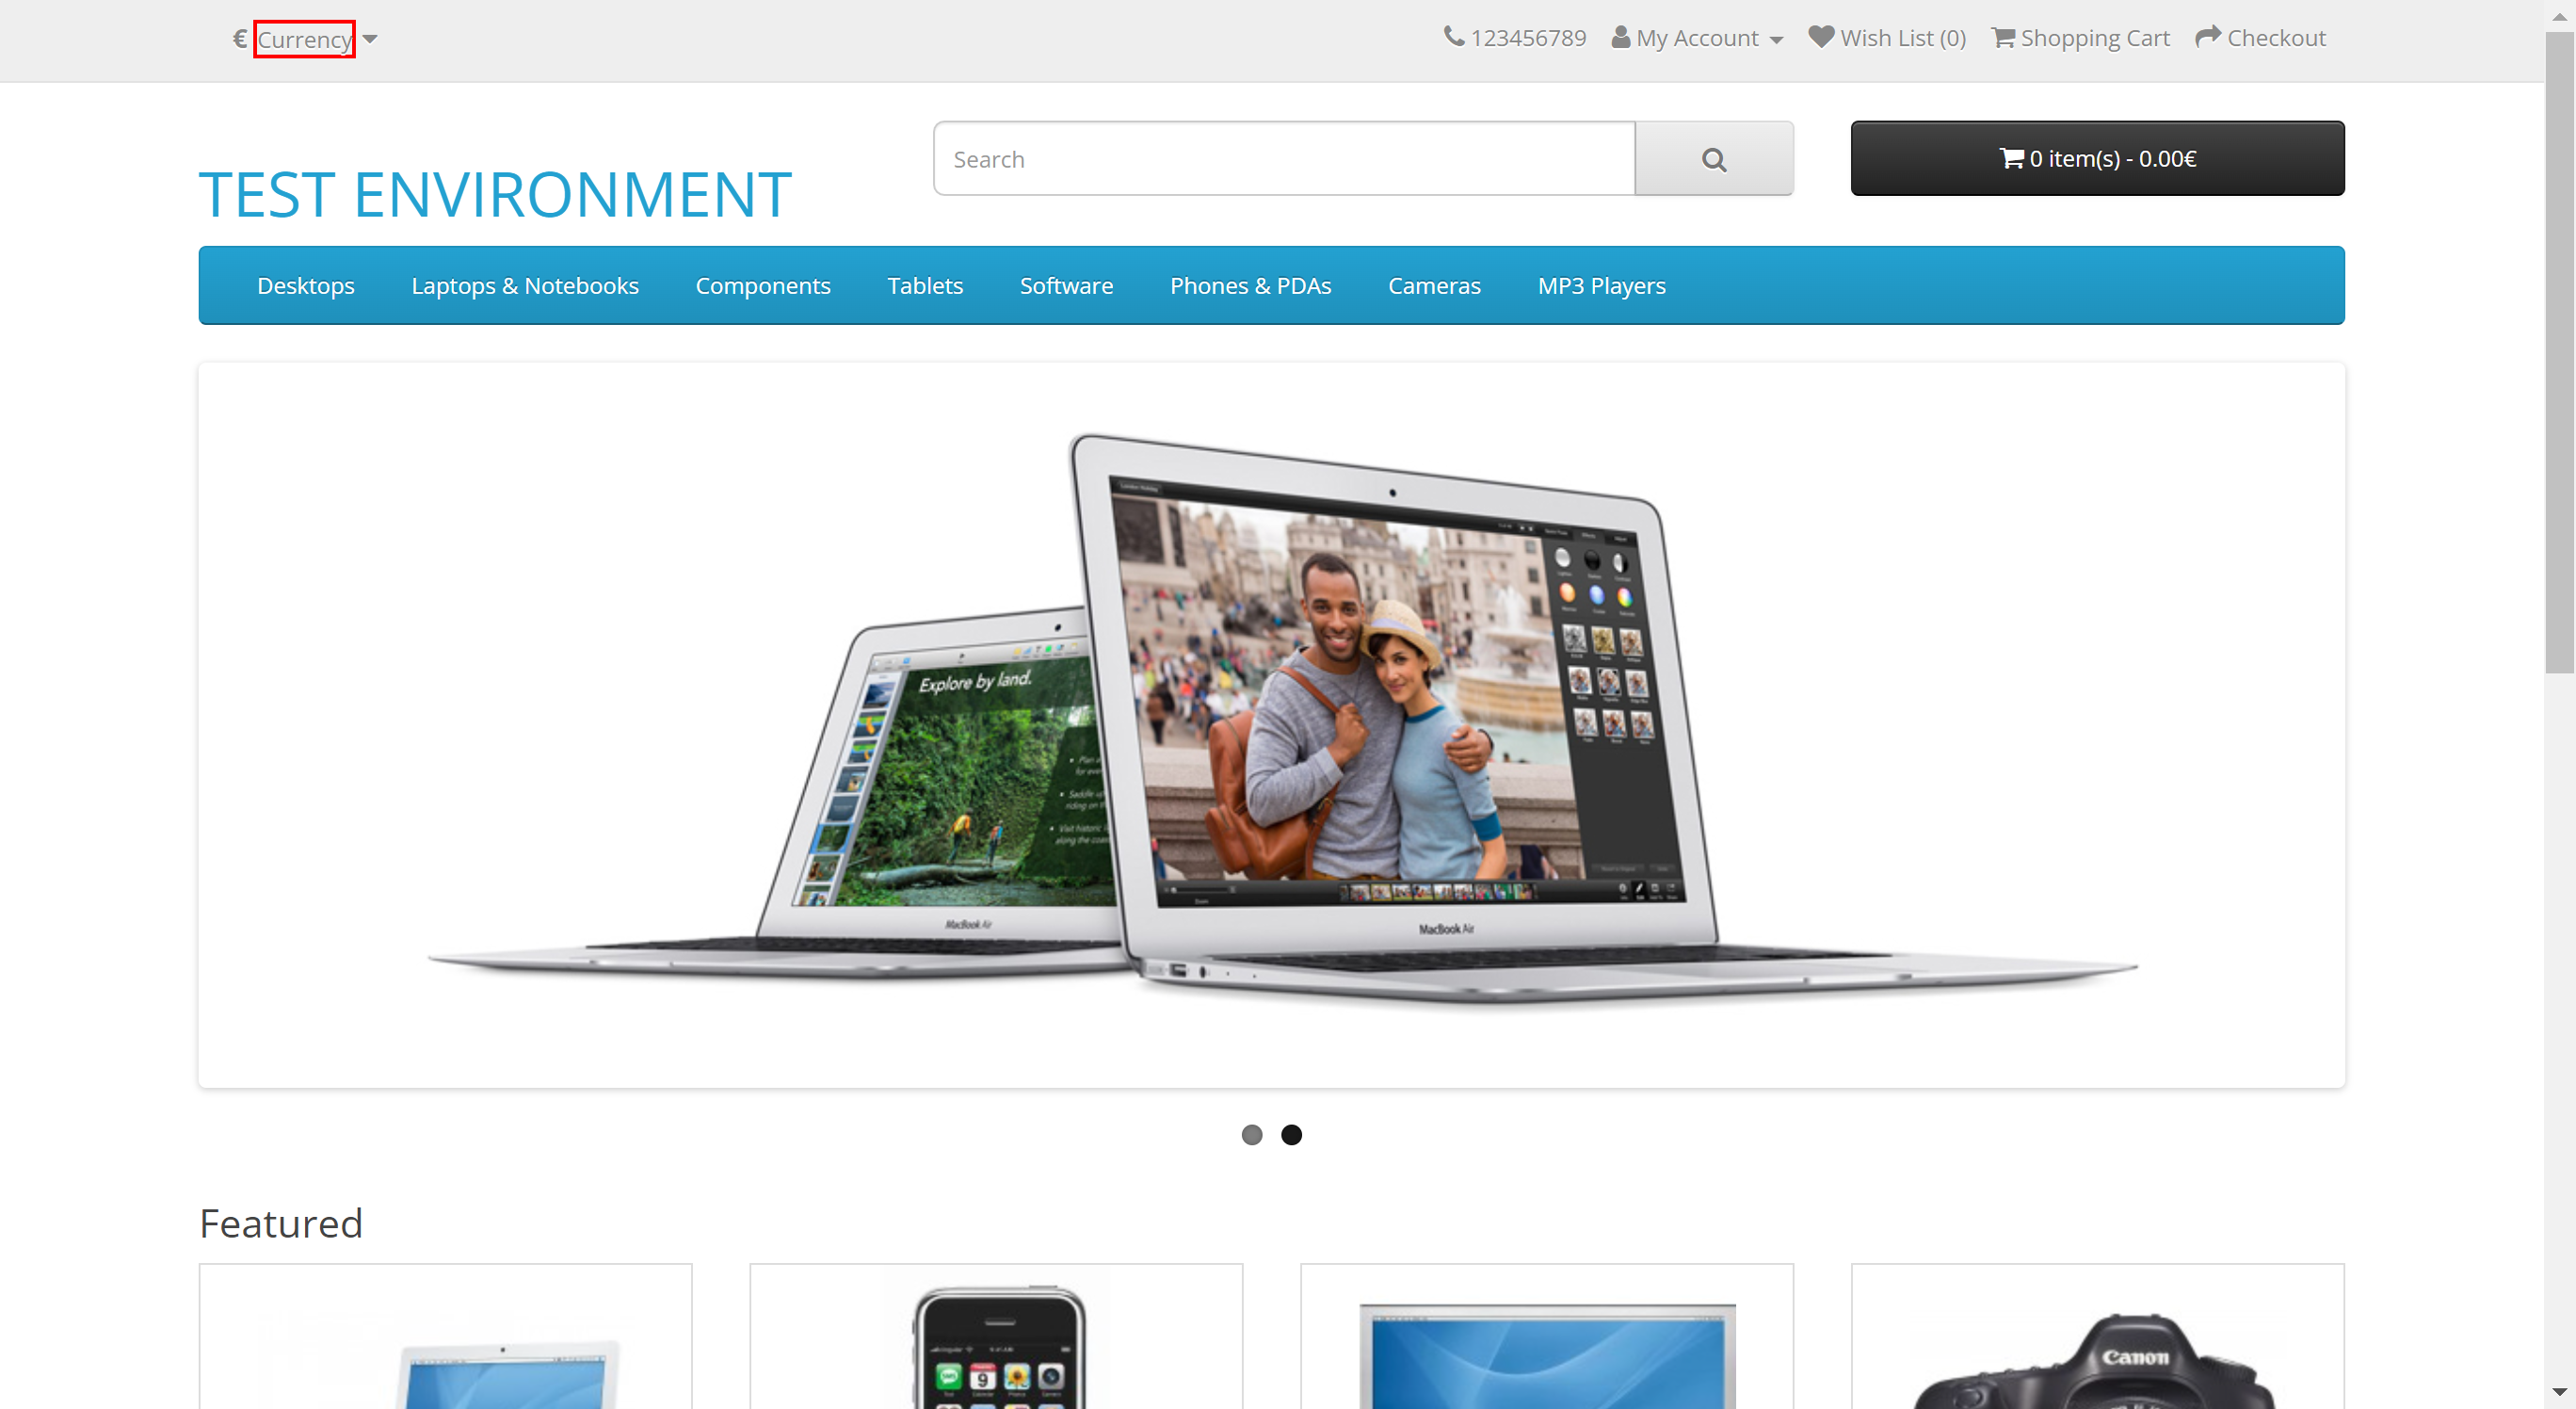 € Currency
123456789 My Account Wish List (0) Shopping Cart Checkout
TEST ENVIRONMENT
Search
0 item(s) - 0.00€
Desktops Laptops & Notebooks Components Tablets Software Phones & PDAs Cameras MP3 Players
Explore by land.
MacBook Air
MacBook Air
Featured
9
Canon